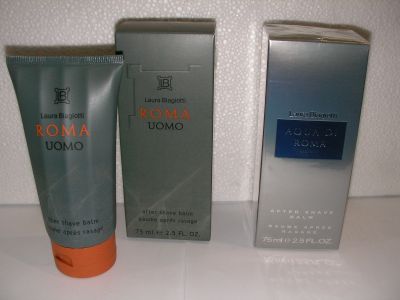 Laura Biagiotti
ROMA
UOMO
after shave balm
baume après rasage
Laura Biagiotti
ROMA
UOMO
after shave balm
baume après rasage
75 ml e 2.5 FL. OZ.
Laura Biagiotti
AQUA DI
ROMA
AFTER SHAVE
BALM
BAUME APRÈS
RASAGE
75 ml e 2.5 FL. OZ.